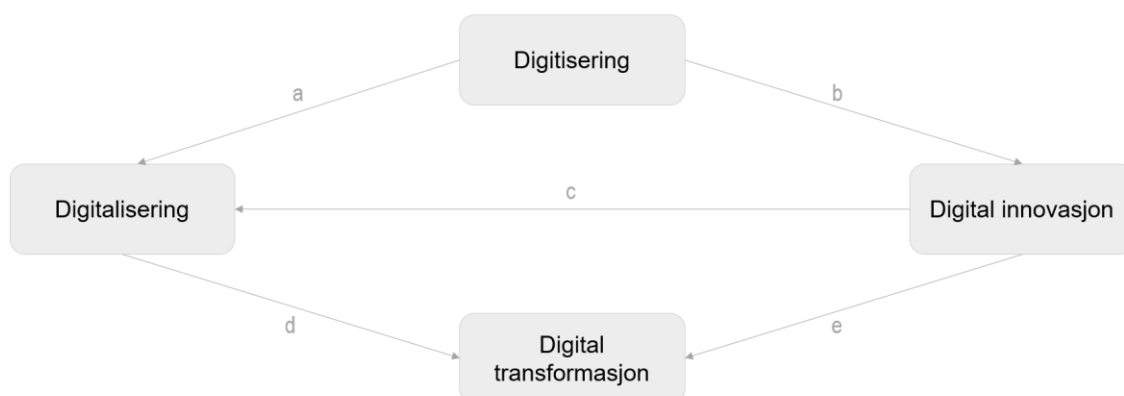 Digitisering
a
b
Digitalisering
c
Digital innovasjon
d
e
Digital
transformasjon